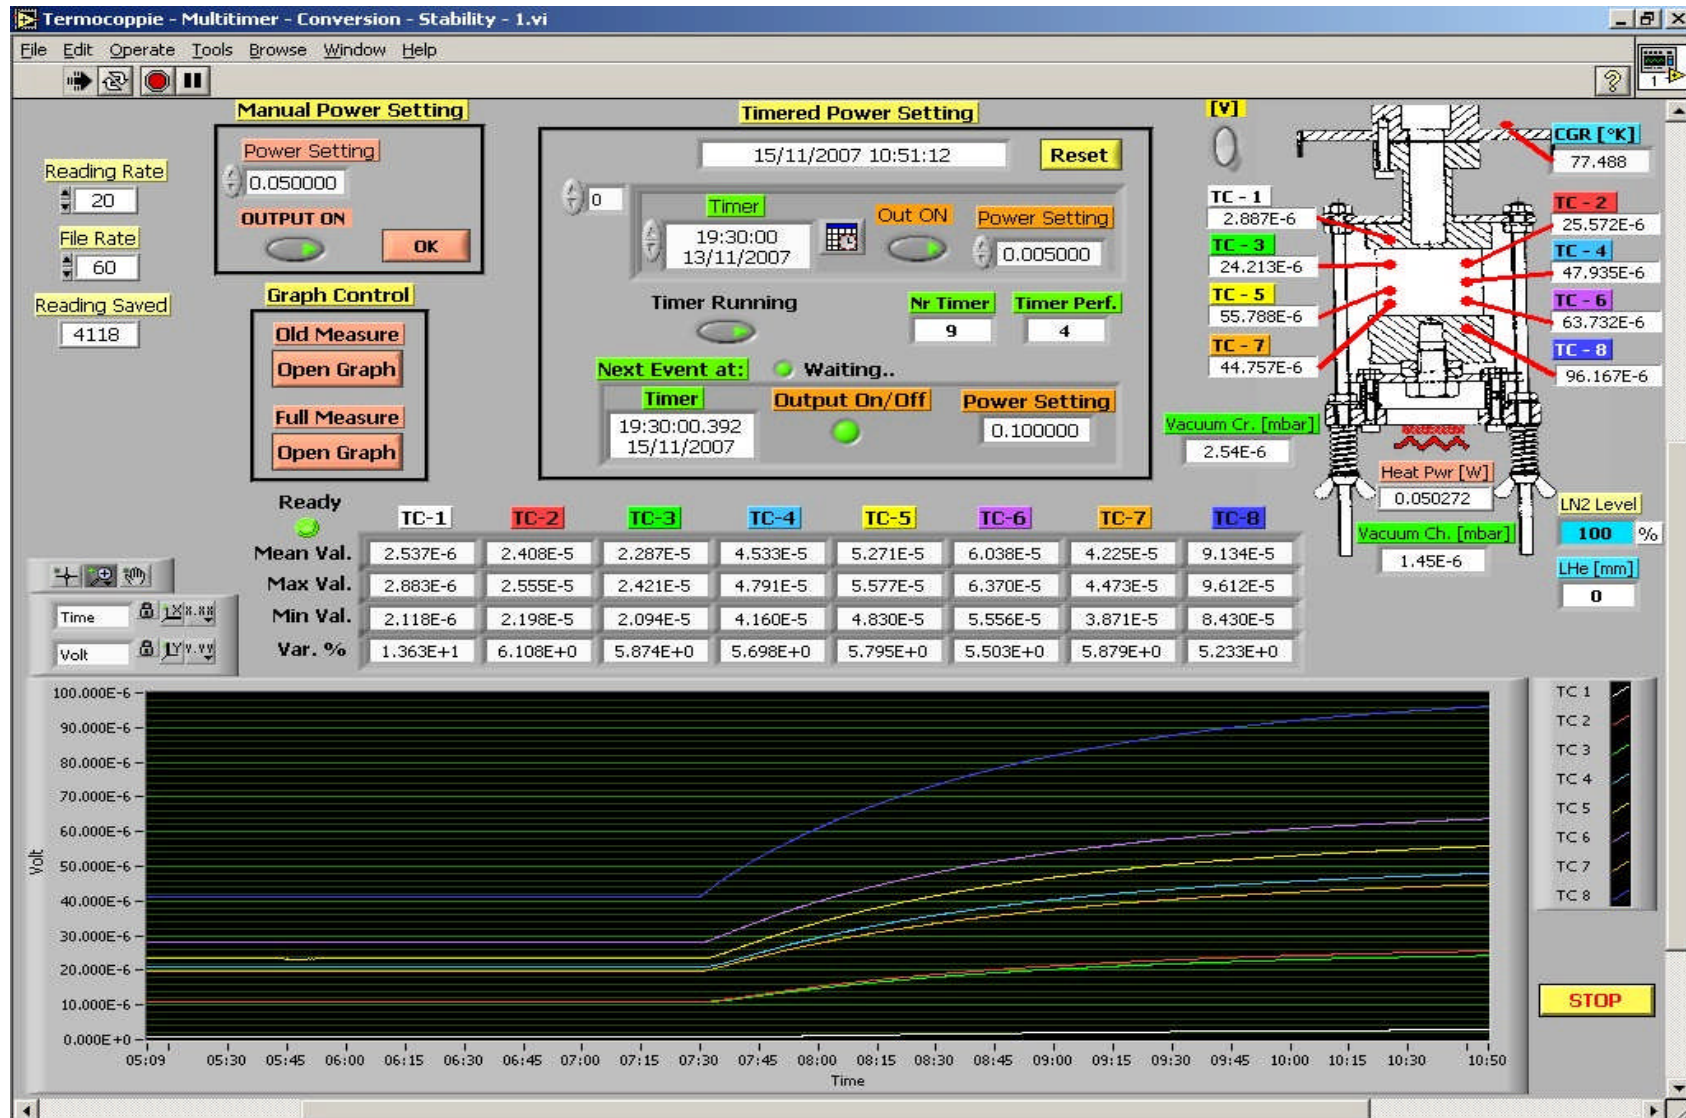 Termocoppie - Multitimer - Conversion - Stability - 1.vi
File Edit Operate Tools Browse Window Help
1
Manual Power Setting
Power Setting
0.050000
OUTPUT ON
OK
Reading Rate
20
File Rate
60
Reading Saved
4118
Graph Control
Old Measure
Open Graph
Full Measure
Open Graph
Timered Power Setting
15/11/2007 10:51:12
Reset
0
Timer
19:30:00
13/11/2007
Out ON
Power Setting
0.005000
Timer Running
Nr Timer
9
Timer Perf.
4
Next Event at:
Waiting..
Timer
19:30:00.392
15/11/2007
Output On/Off
Power Setting
0.100000
[V]
CGR [°K]
77.488
TC - 1
2.887E-6
TC - 2
25.572E-6
TC - 3
24.213E-6
TC - 4
47.935E-6
TC - 5
55.788E-6
TC - 6
63.732E-6
TC - 7
44.757E-6
TC - 8
96.167E-6
Vacuum Cr. [mbar]
2.54E-6
Heat Pwr [W]
0.050272
Vacuum Ch. [mbar]
1.45E-6
LN2 Level
100 %
LHe [mm]
0
Ready
TC-1 TC-2 TC-3 TC-4 TC-5 TC-6 TC-7 TC-8
Mean Val. 2.537E-6 2.408E-5 2.287E-5 4.533E-5 5.271E-5 6.038E-5 4.225E-5 9.134E-5
Max Val. 2.883E-6 2.555E-5 2.421E-5 4.791E-5 5.577E-5 6.370E-5 4.473E-5 9.612E-5
Min Val. 2.118E-6 2.198E-5 2.094E-5 4.160E-5 4.830E-5 5.556E-5 3.871E-5 8.430E-5
Var. % 1.363E+1 6.108E+0 5.874E+0 5.698E+0 5.795E+0 5.503E+0 5.879E+0 5.233E+0
Time X X.XX
Volt Y Y.YY
100.000E-6
90.000E-6
80.000E-6
70.000E-6
60.000E-6
50.000E-6
40.000E-6
30.000E-6
20.000E-6
10.000E-6
0.000E+0
Volt
05:09 05:30 05:45 06:00 06:15 06:30 06:45 07:00 07:15 07:30 07:45 08:00 08:15 08:30 08:45 09:00 09:15 09:30 09:45 10:00 10:15 10:30 10:50
Time
TC 1
TC 2
TC 3
TC 4
TC 5
TC 6
TC 7
TC 8
STOP